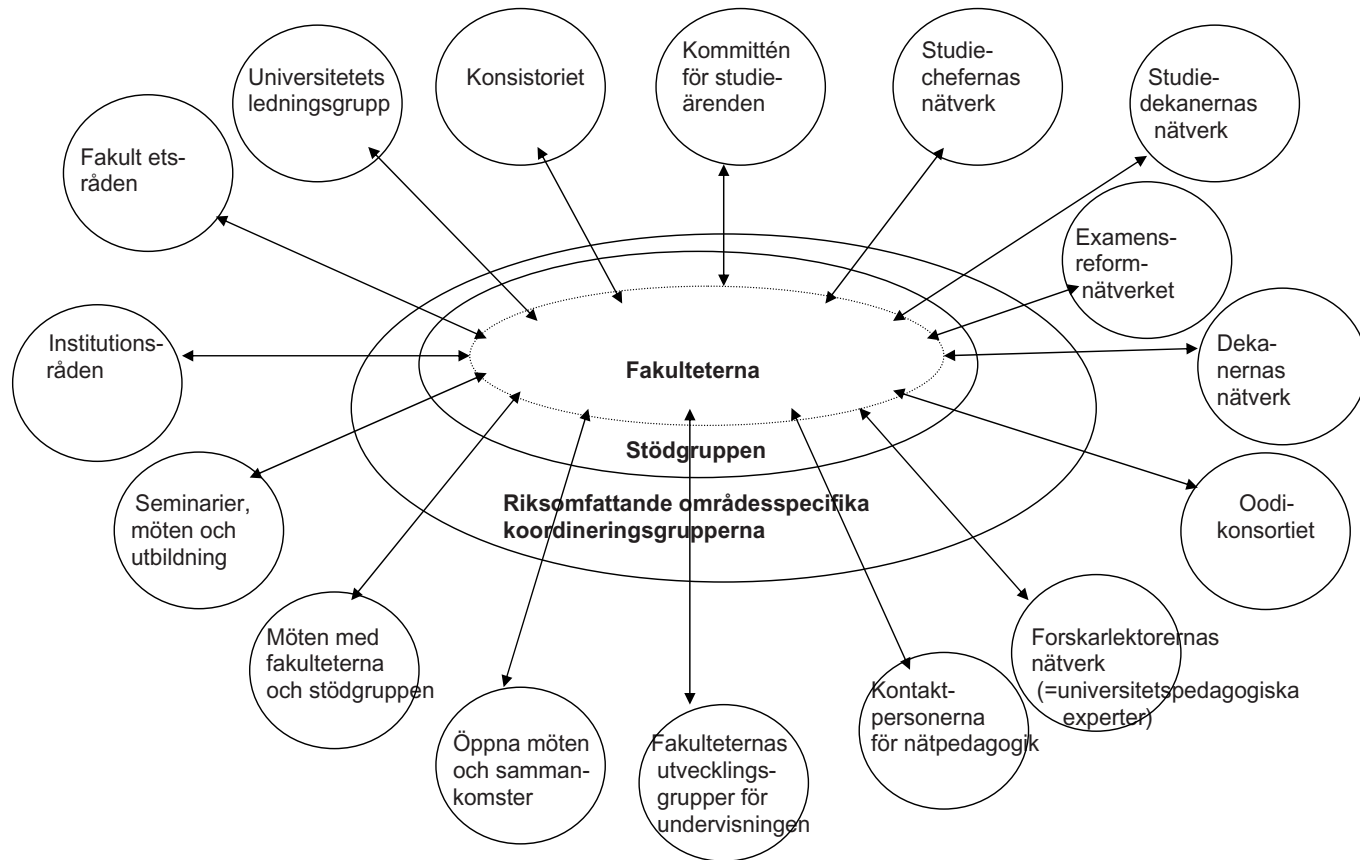 Universitetets
ledningsgrupp
Konsistoriet
Kommittén
för studie-
ärenden
Studie-
chefernas
nätverk
Studie-
dekanernas
nätverk
Fakult ets-
råden
Examens-
reform-
nätverket
Institutions-
råden
Deka-
nernas
nätverk
Fakulteterna
Stödgruppen
Riksomfattande områdesspecifika
koordineringsgrupperna
Seminarier,
möten och
utbildning
Oodi-
konsortiet
Möten med
fakulteterna
och stödgruppen
Öppna möten
och samman-
komster
Fakulteternas
utvecklings-
grupper för
undervisningen
Kontakt-
personerna
för nätpedagogik
Forskarlektorernas
nätverk
(=universitetspedagogiska
experter)